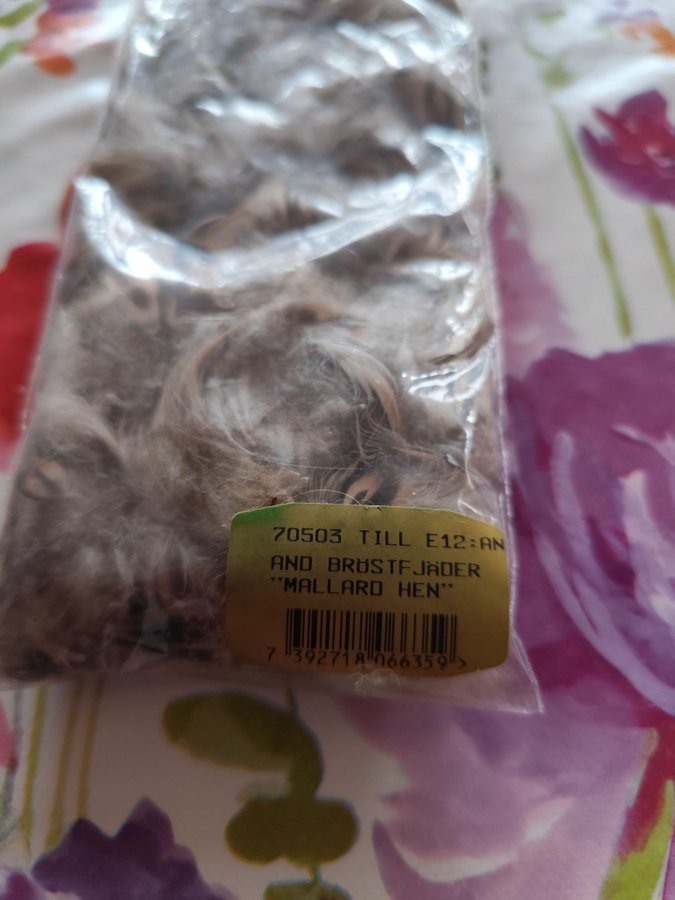 70503 TILL E12:AN
AND BRÖSTFJÄDER
"MALLARD HEN"
7 392718 066359 >